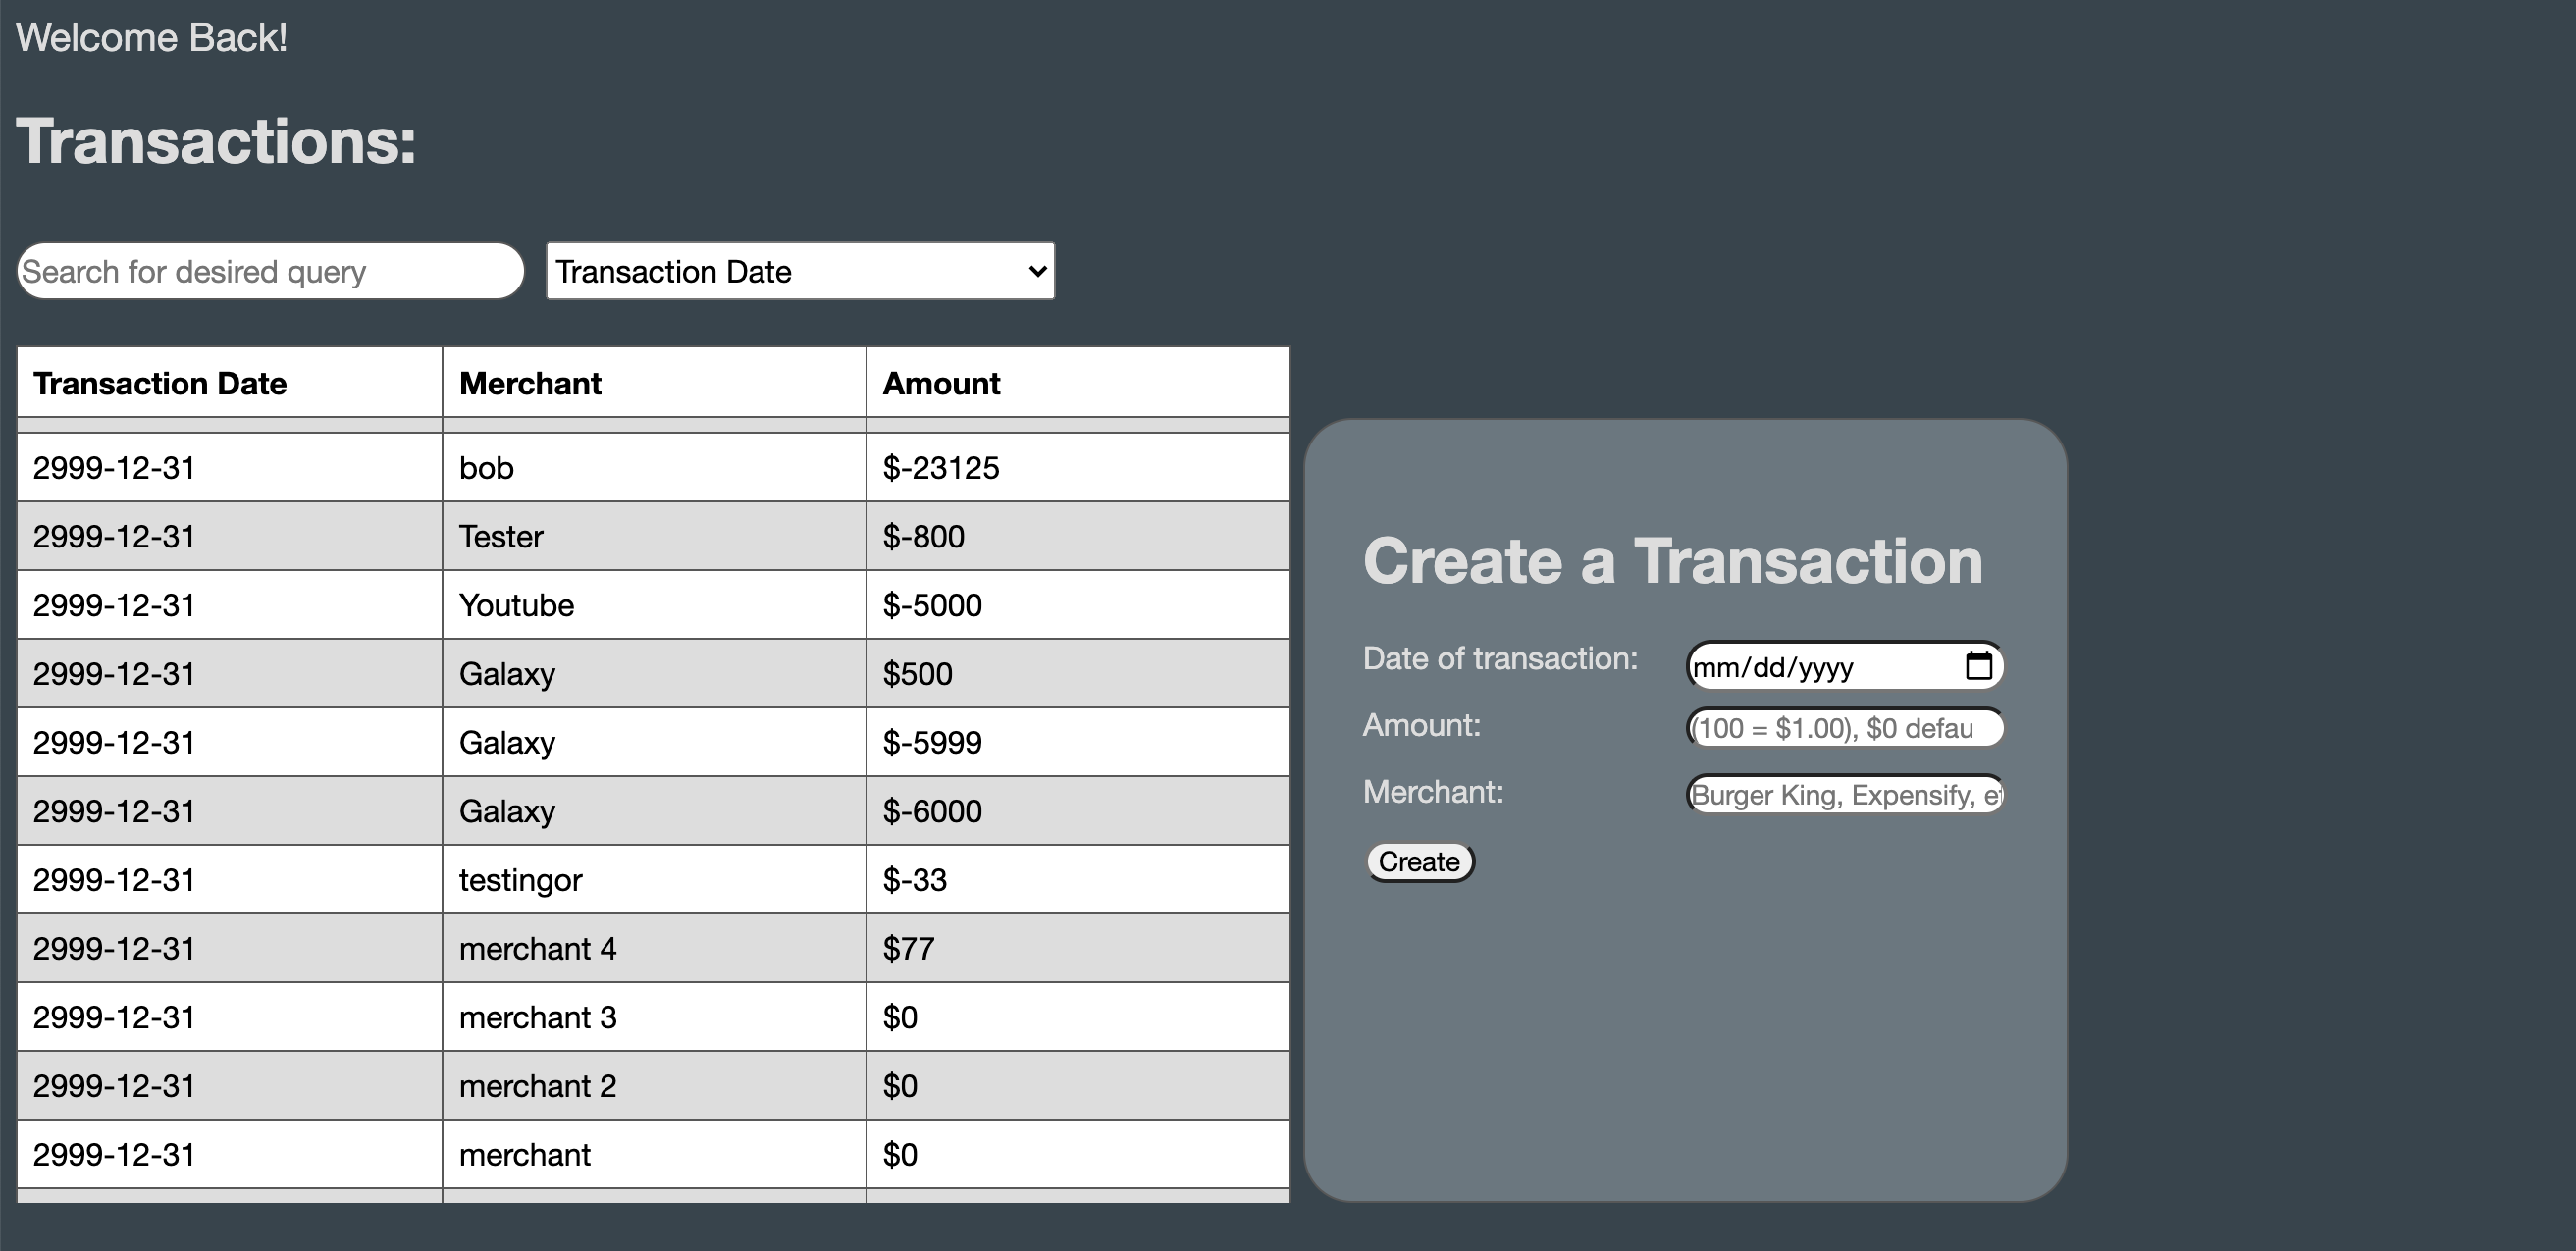 Welcome Back!
Transactions:
Search for desired query
Transaction Date
Transaction Date Merchant Amount
2999-12-31 bob $-23125
2999-12-31 Tester $-800
2999-12-31 Youtube $-5000
2999-12-31 Galaxy $500
2999-12-31 Galaxy $-5999
2999-12-31 Galaxy $-6000
2999-12-31 testingor $-33
2999-12-31 merchant 4 $77
2999-12-31 merchant 3 $0
2999-12-31 merchant 2 $0
2999-12-31 merchant $0
Create a Transaction
Date of transaction: mm/dd/yyyy
Amount: (100 = $1.00), $0 defau
Merchant: Burger King, Expensify, et
Create